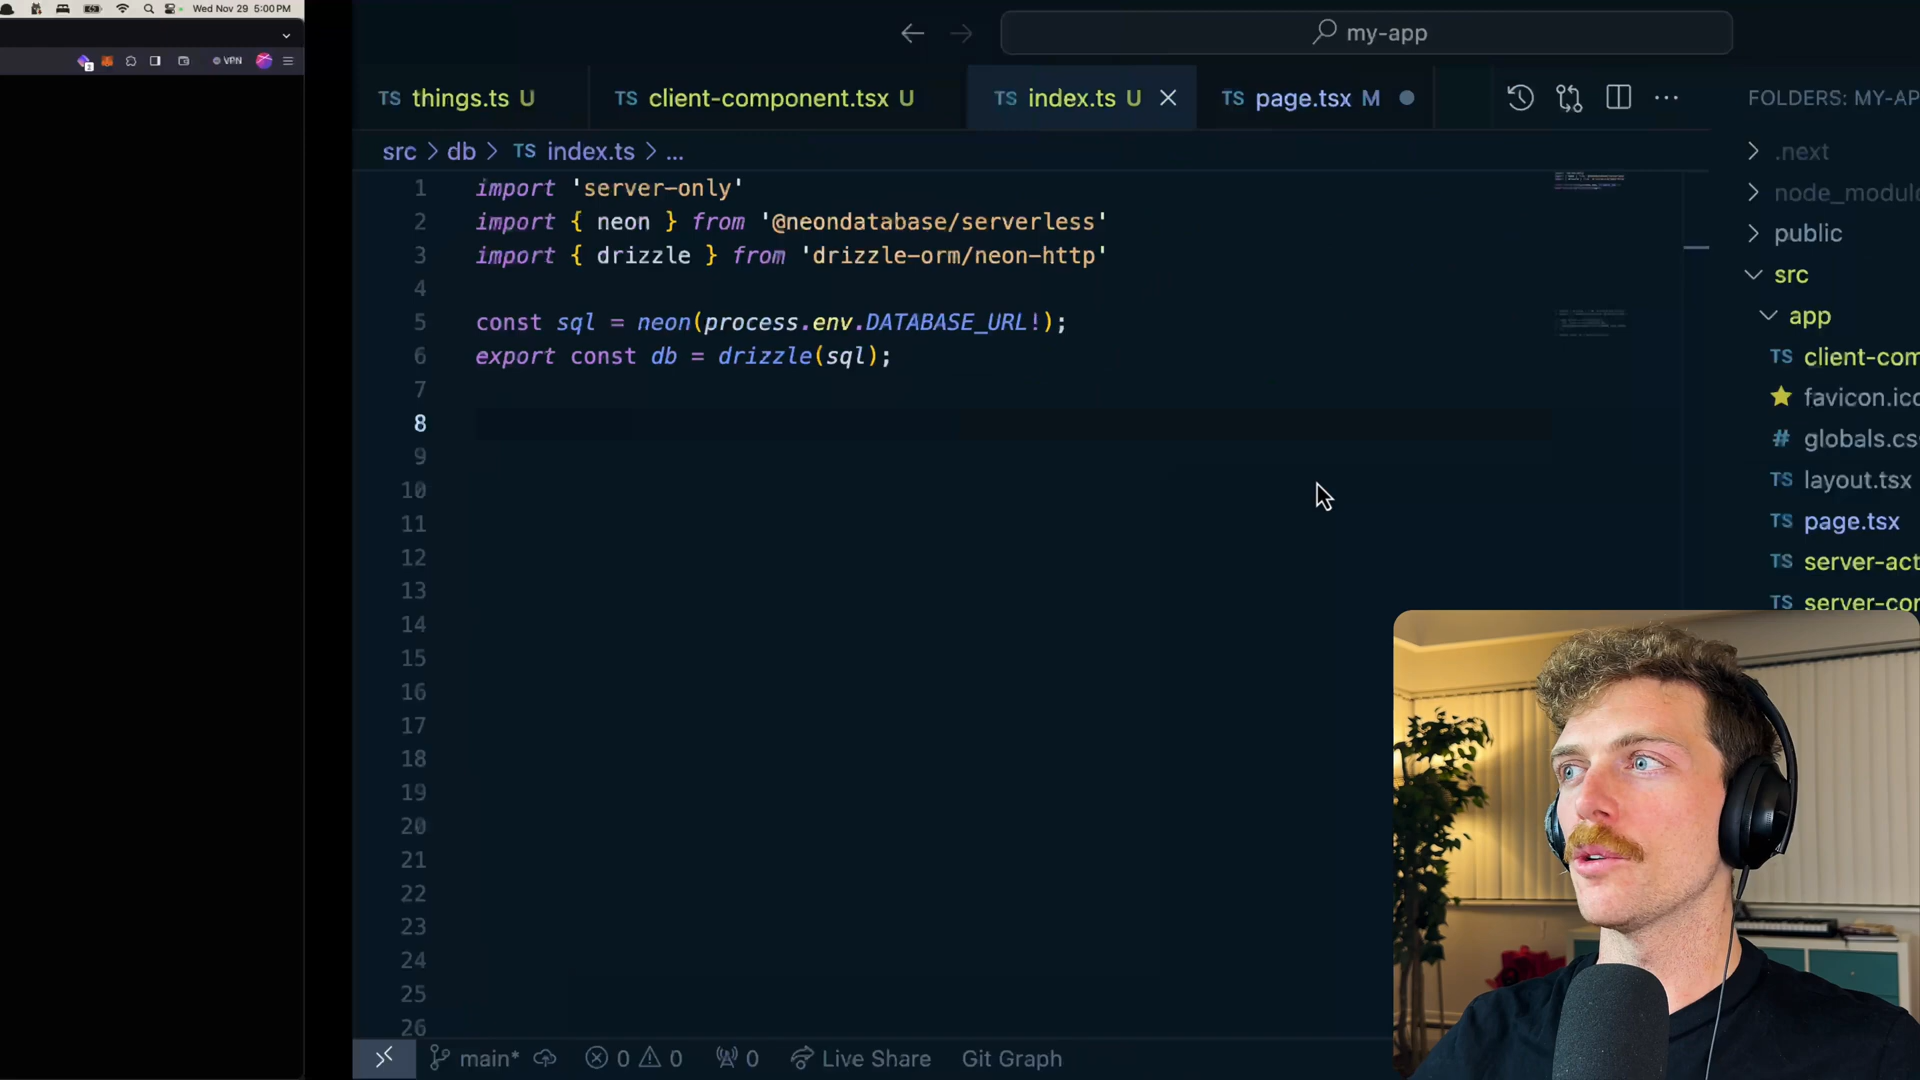 Wed Nov 29 5:00 PM
VPN
my-app
TS things.ts U
TS client-component.tsx U
TS index.ts U
TS page.tsx M
FOLDERS: MY-AP
src > db > TS index.ts > ...
1 import 'server-only'
2 import { neon } from '@neondatabase/serverless'
3 import { drizzle } from 'drizzle-orm/neon-http'
4
5 const sql = neon(process.env.DATABASE_URL!);
6 export const db = drizzle(sql);
7
8
9
10
11
12
13
14
15
16
17
18
19
20
21
22
23
24
25
26
.next
node_modul
public
src
app
TS client-com
favicon.ico
# globals.cs
TS layout.tsx
TS page.tsx
TS server-act
TS server-co
main* 0 0 0 Live Share Git Graph